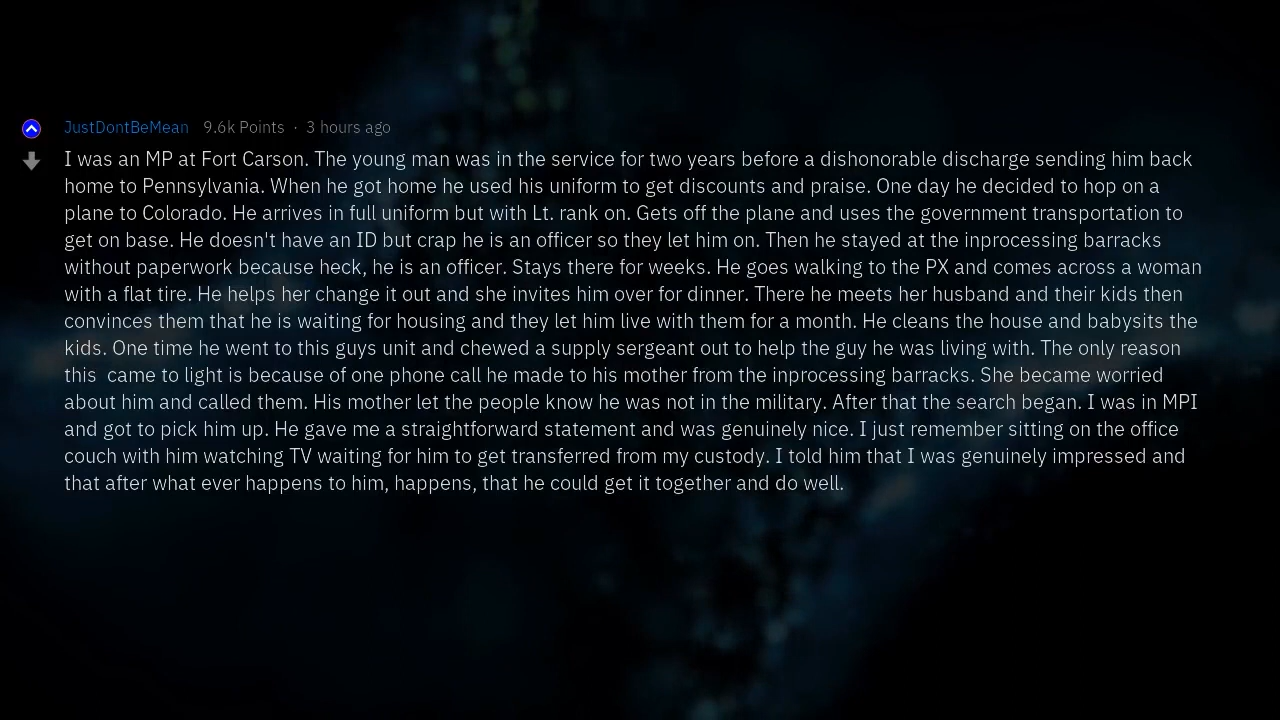 JustDontBeMean 9.6k Points · 3 hours ago
I was an MP at Fort Carson. The young man was in the service for two years before a dishonorable discharge sending him back
home to Pennsylvania. When he got home he used his uniform to get discounts and praise. One day he decided to hop on a
plane to Colorado. He arrives in full uniform but with Lt. rank on. Gets off the plane and uses the government transportation to
get on base. He doesn't have an ID but crap he is an officer so they let him on. Then he stayed at the inprocessing barracks
without paperwork because heck, he is an officer. Stays there for weeks. He goes walking to the PX and comes across a woman
with a flat tire. He helps her change it out and she invites him over for dinner. There he meets her husband and their kids then
convinces them that he is waiting for housing and they let him live with them for a month. He cleans the house and babysits the
kids. One time he went to this guys unit and chewed a supply sergeant out to help the guy he was living with. The only reason
this  came to light is because of one phone call he made to his mother from the inprocessing barracks. She became worried
about him and called them. His mother let the people know he was not in the military. After that the search began. I was in MPI
and got to pick him up. He gave me a straightforward statement and was genuinely nice. I just remember sitting on the office
couch with him watching TV waiting for him to get transferred from my custody. I told him that I was genuinely impressed and
that after what ever happens to him, happens, that he could get it together and do well.